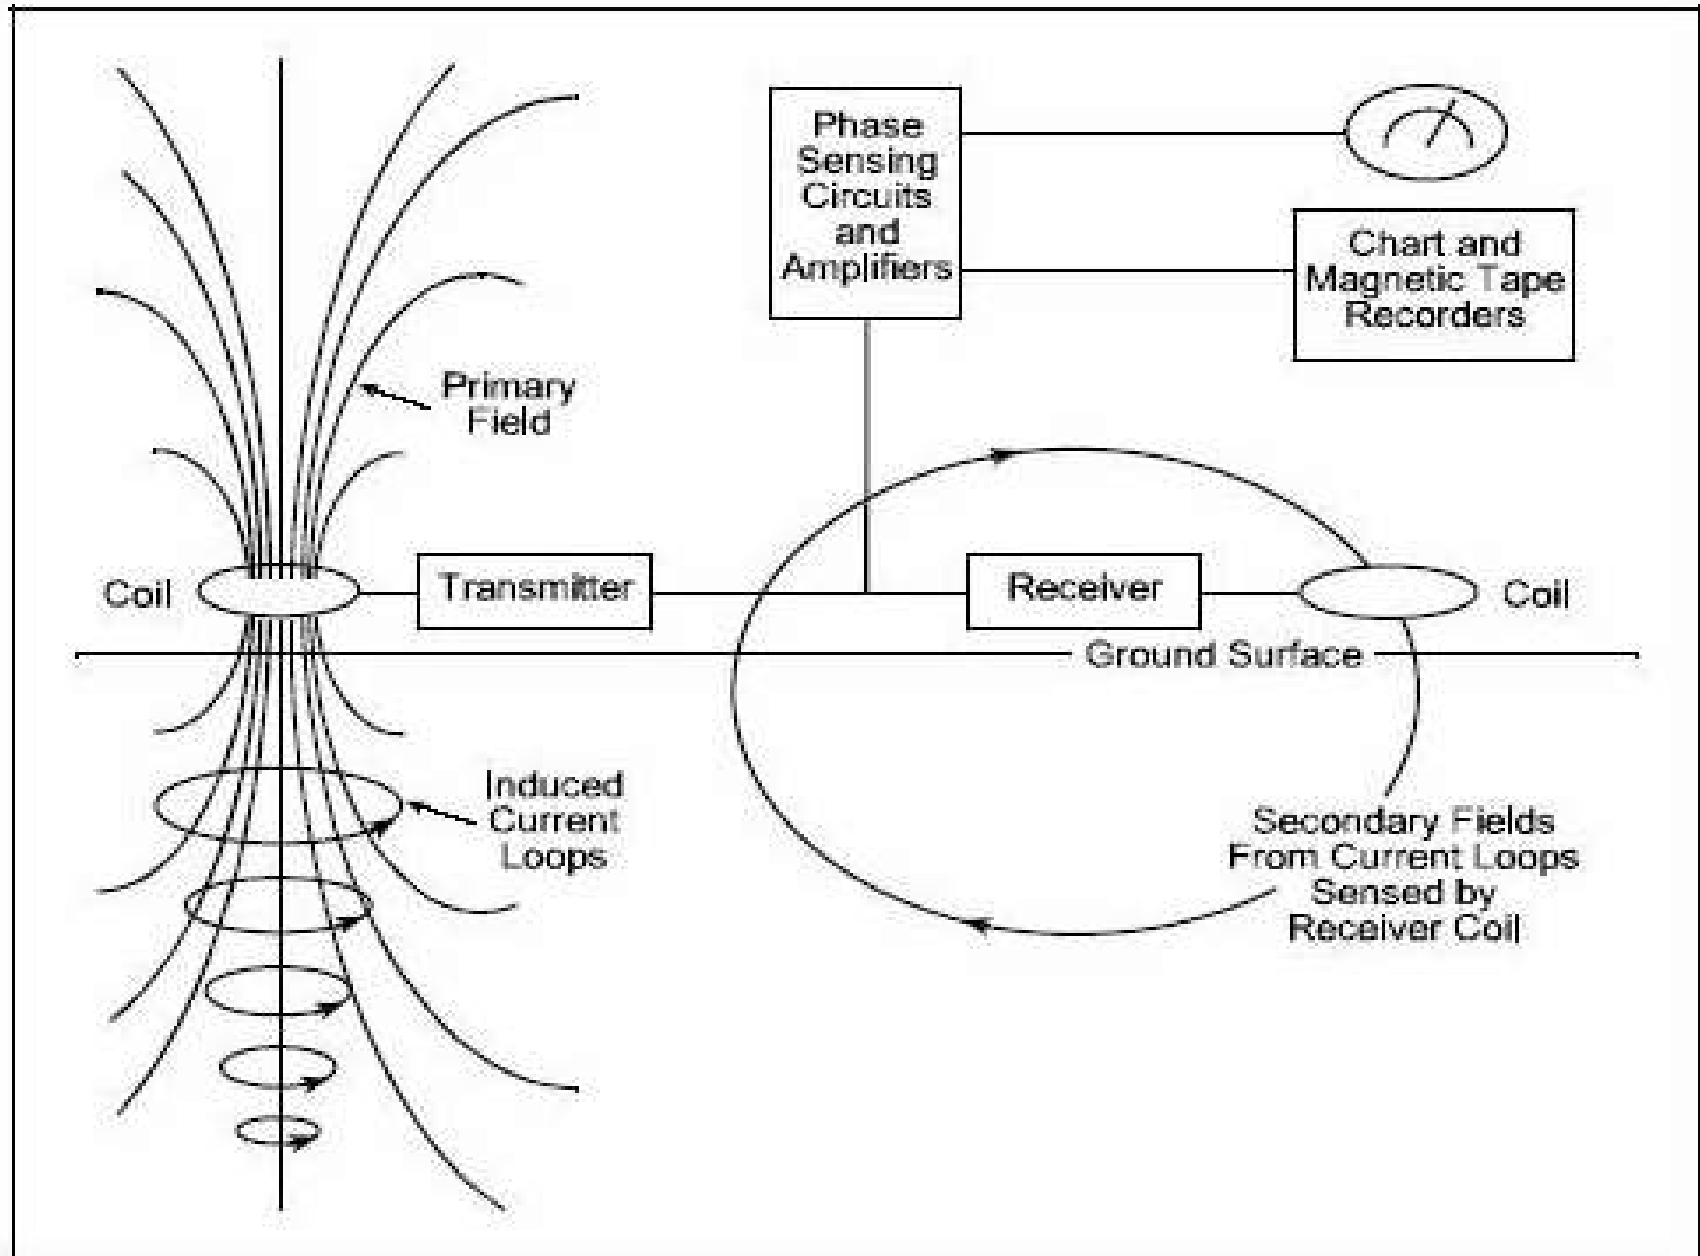 Phase
Sensing
Circuits
and
Amplifiers
Chart and
Magnetic Tape
Recorders
Primary
Field
Coil
Transmitter
Receiver
Coil
Ground Surface
Induced
Current
Loops
Secondary Fields
From Current Loops
Sensed by
Receiver Coil